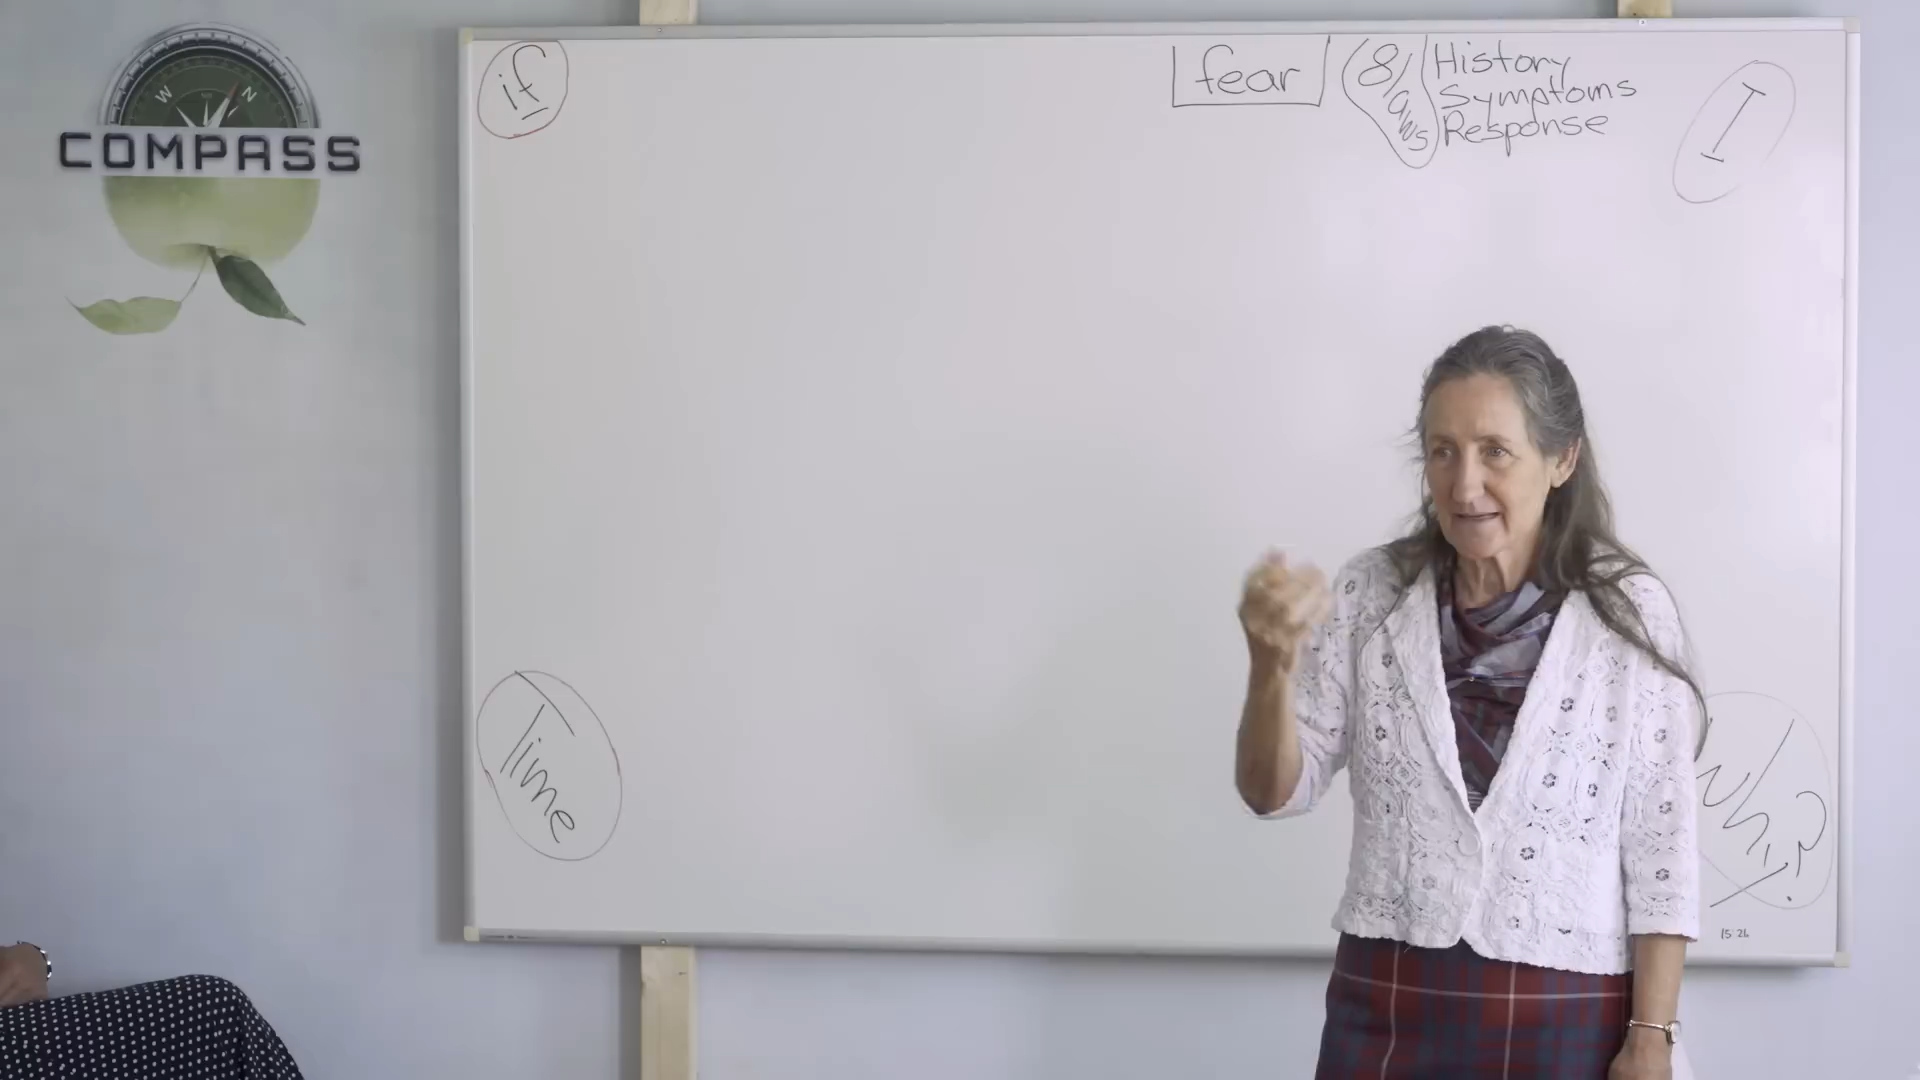 W N
COMPASS
if
fear
8 laws
History
Symptoms
Response
I
Time
Why?
15:26